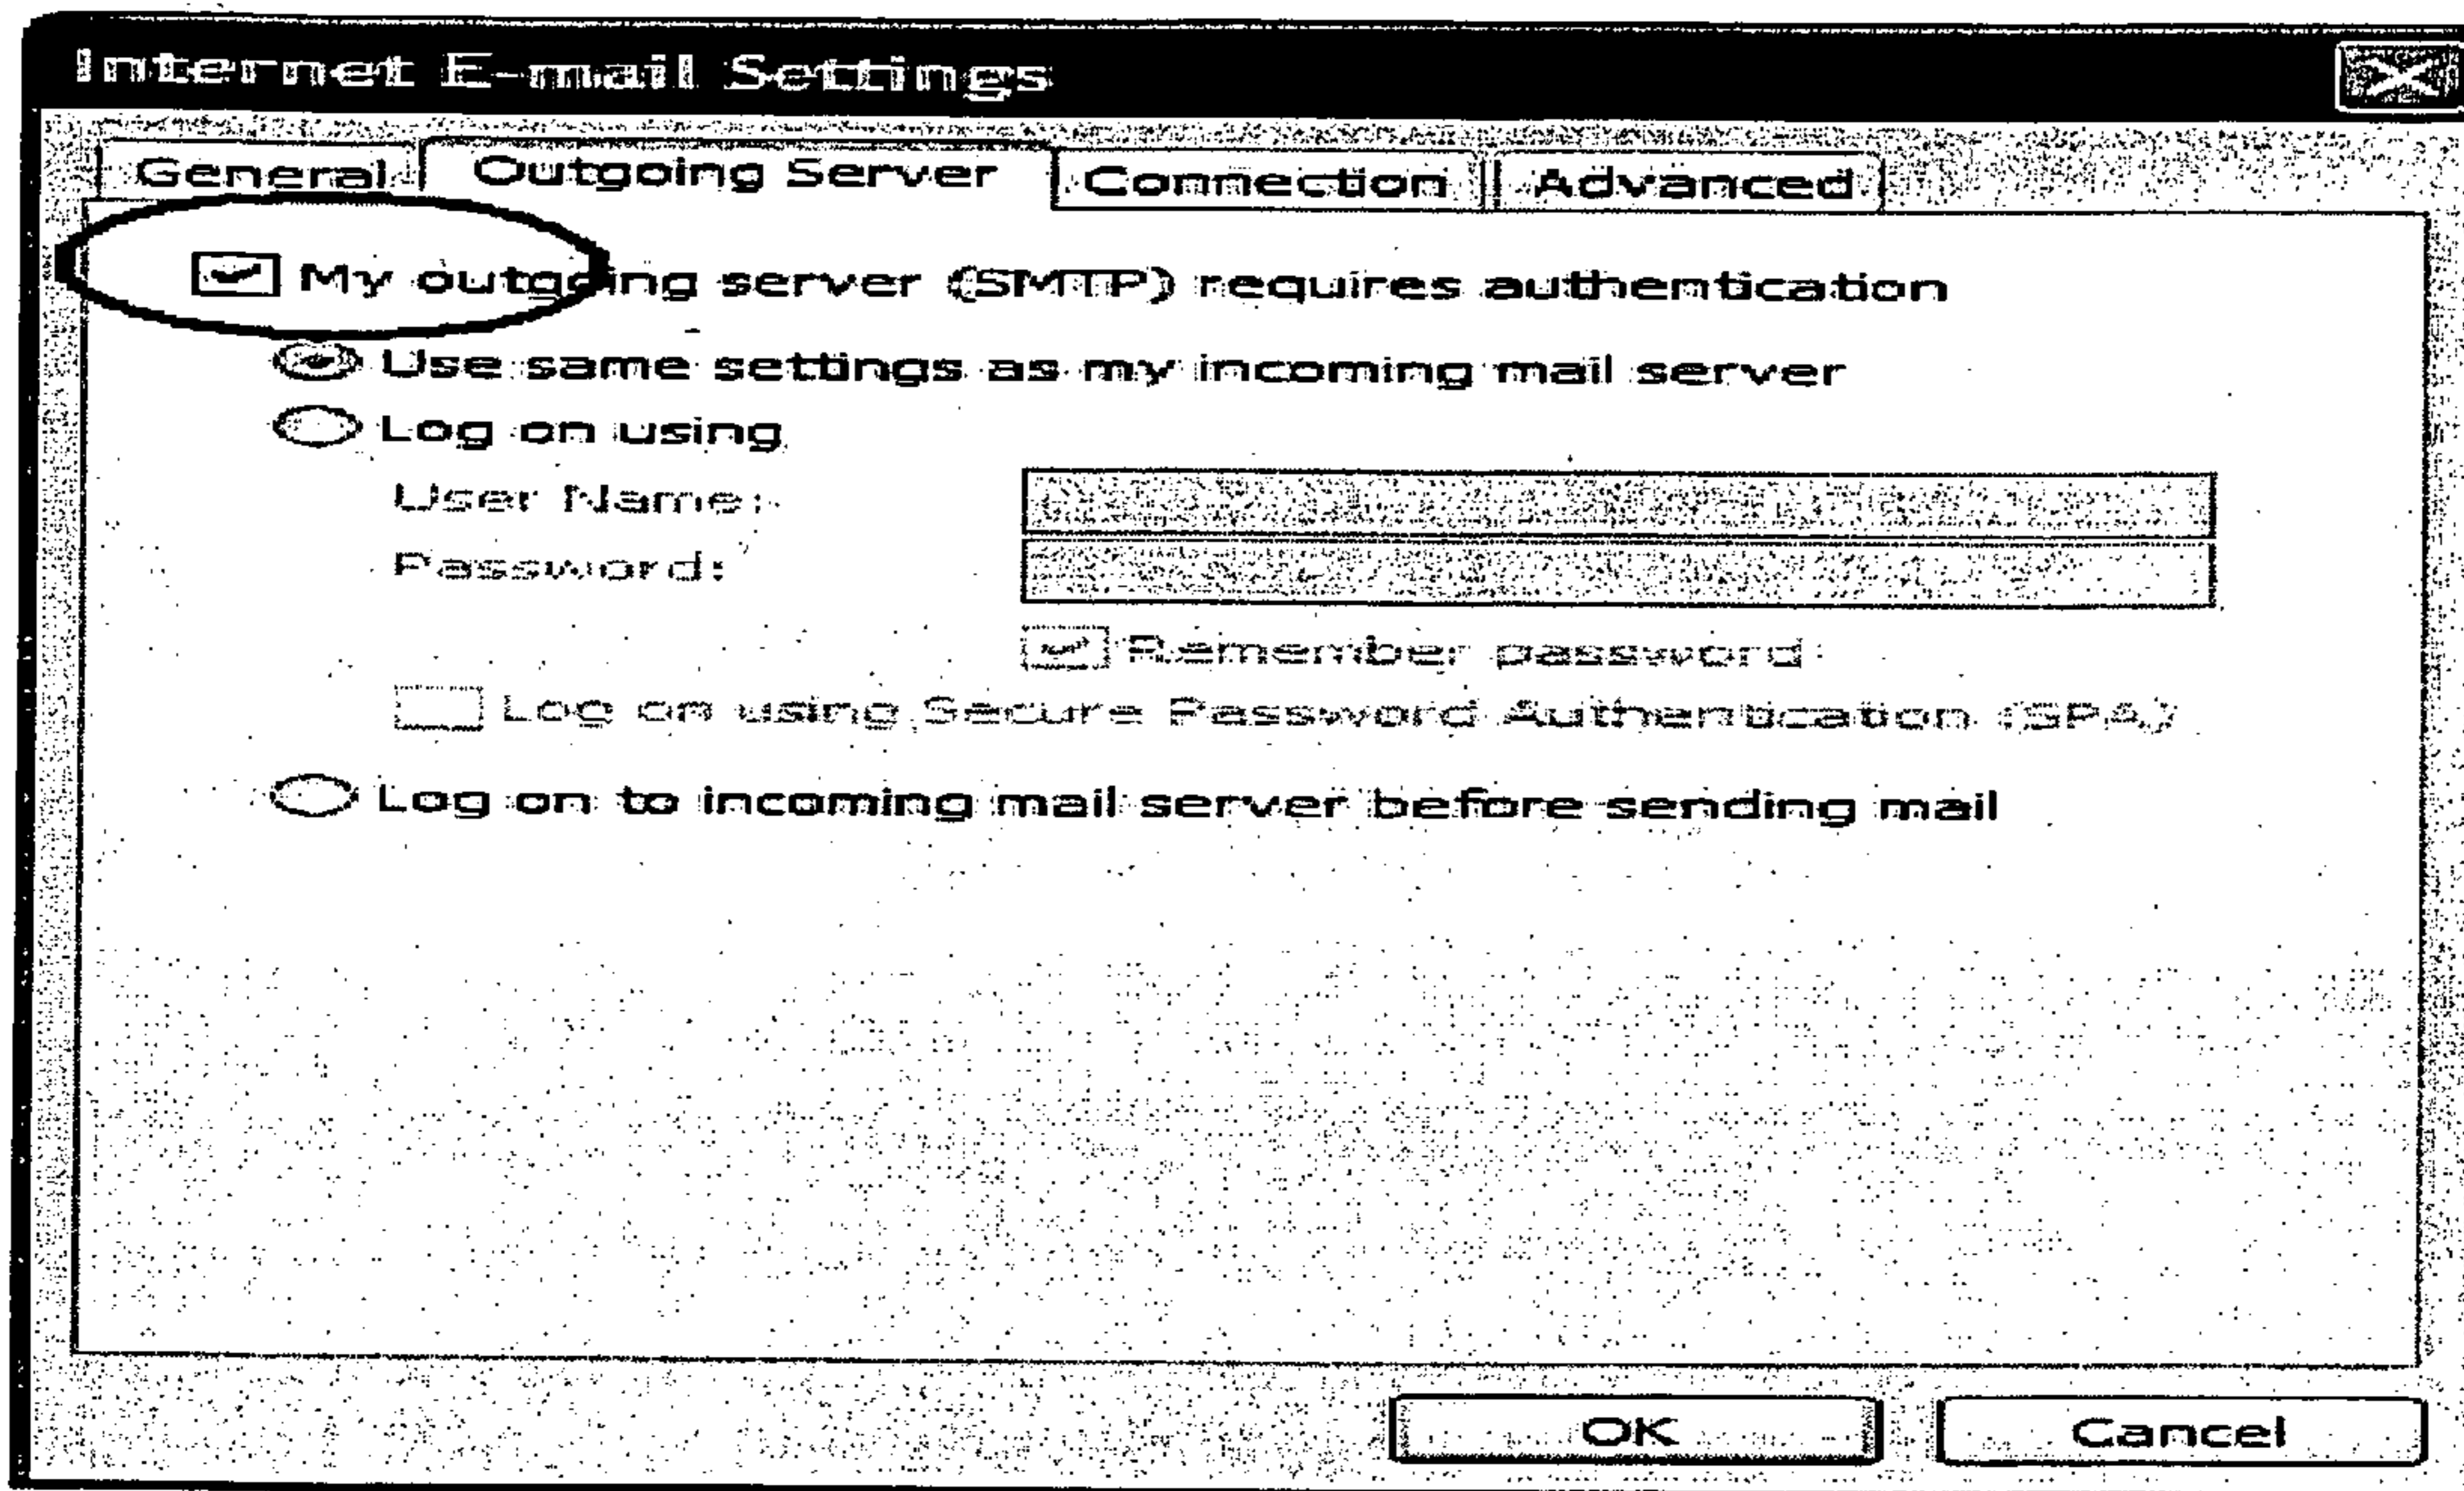 Internet E-mail Settings
General Outgoing Server Connection Advanced
My outgoing server (SMTP) requires authentication
Use same settings as my incoming mail server
Log on using
User Name:
Password:
Remember password
Log on using Secure Password Authentication (SPA)
Log on to incoming mail server before sending mail
OK Cancel